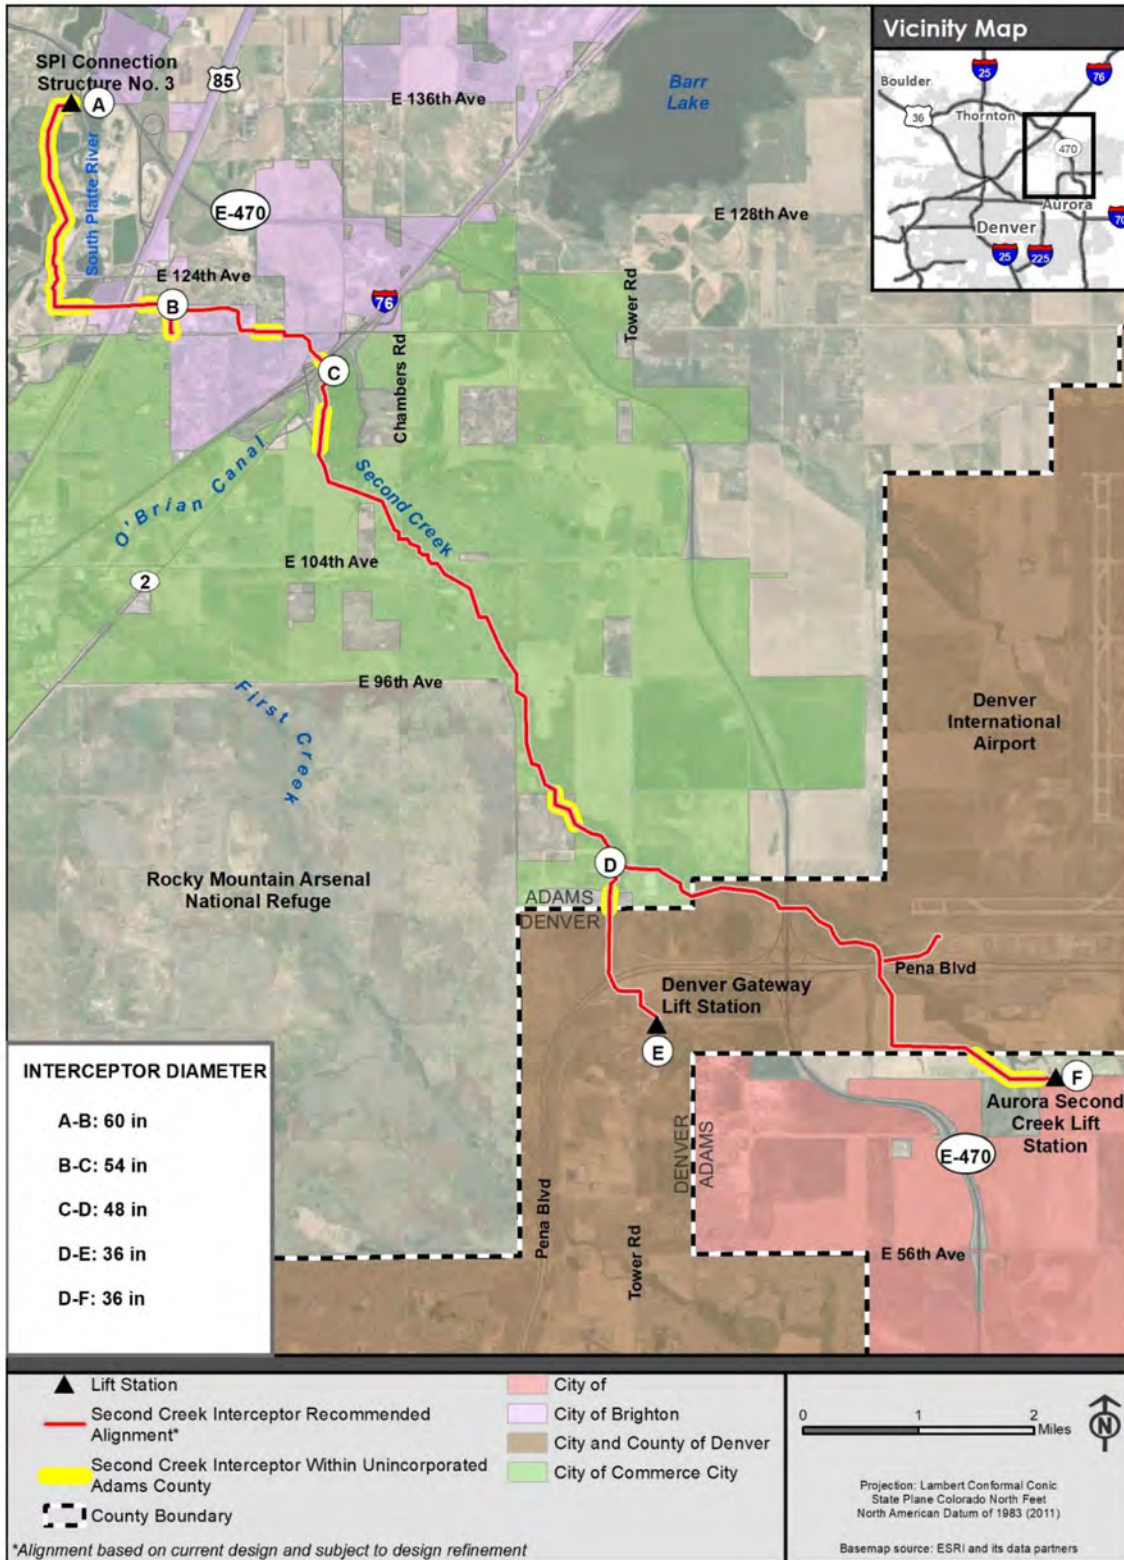 SPI Connection
Structure No. 3
A
85
E 136th Ave
Barr
Lake
South Platte River
E-470
E 128th Ave
E 124th Ave
B
76
Tower Rd
C
Chambers Rd
O'Brian Canal
Second Creek
E 104th Ave
2
E 96th Ave
First Creek
Denver
International
Airport
Rocky Mountain Arsenal
National Refuge
D
ADAMS
DENVER
Pena Blvd
Denver Gateway
Lift Station
E
F
Aurora Second
Creek Lift
Station
DENVER
ADAMS
E-470
Pena Blvd
Tower Rd
E 56th Ave
Vicinity Map
25
76
Boulder
36
Thornton
470
Aurora
70
Denver
25
225
INTERCEPTOR DIAMETER
A-B: 60 in
B-C: 54 in
C-D: 48 in
D-E: 36 in
D-F: 36 in
Lift Station
Second Creek Interceptor Recommended
Alignment*
Second Creek Interceptor Within Unincorporated
Adams County
County Boundary
*Alignment based on current design and subject to design refinement
City of
City of Brighton
City and County of Denver
City of Commerce City
0 1 2
Miles
N
Projection: Lambert Conformal Conic
State Plane Colorado North Feet
North American Datum of 1983 (2011)
Basemap source: ESRI and its data partners